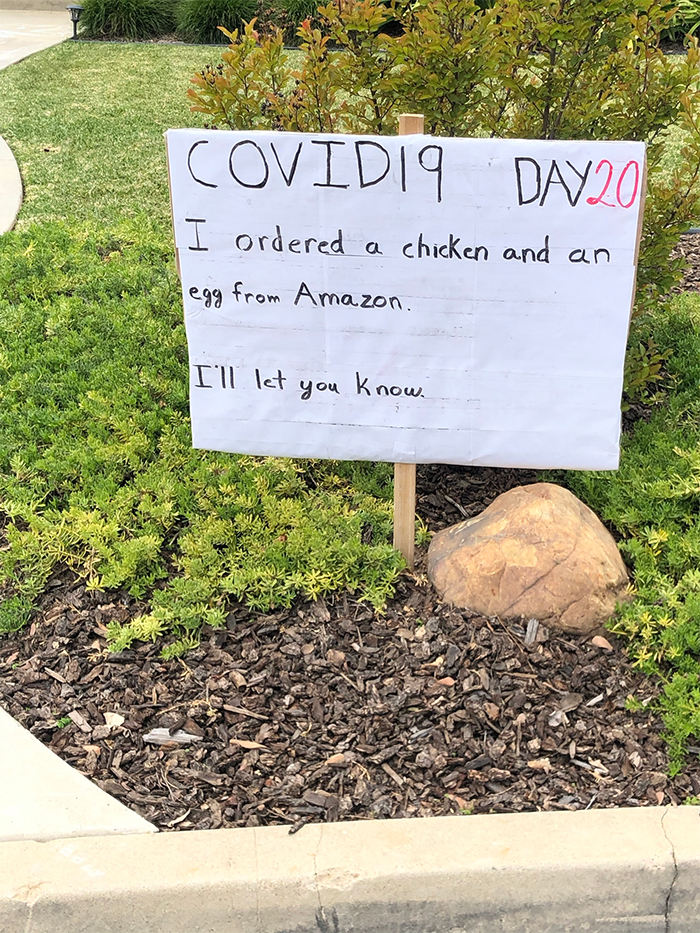 COVID19 DAY20
I ordered a chicken and an
egg from Amazon.
I'll let you know.